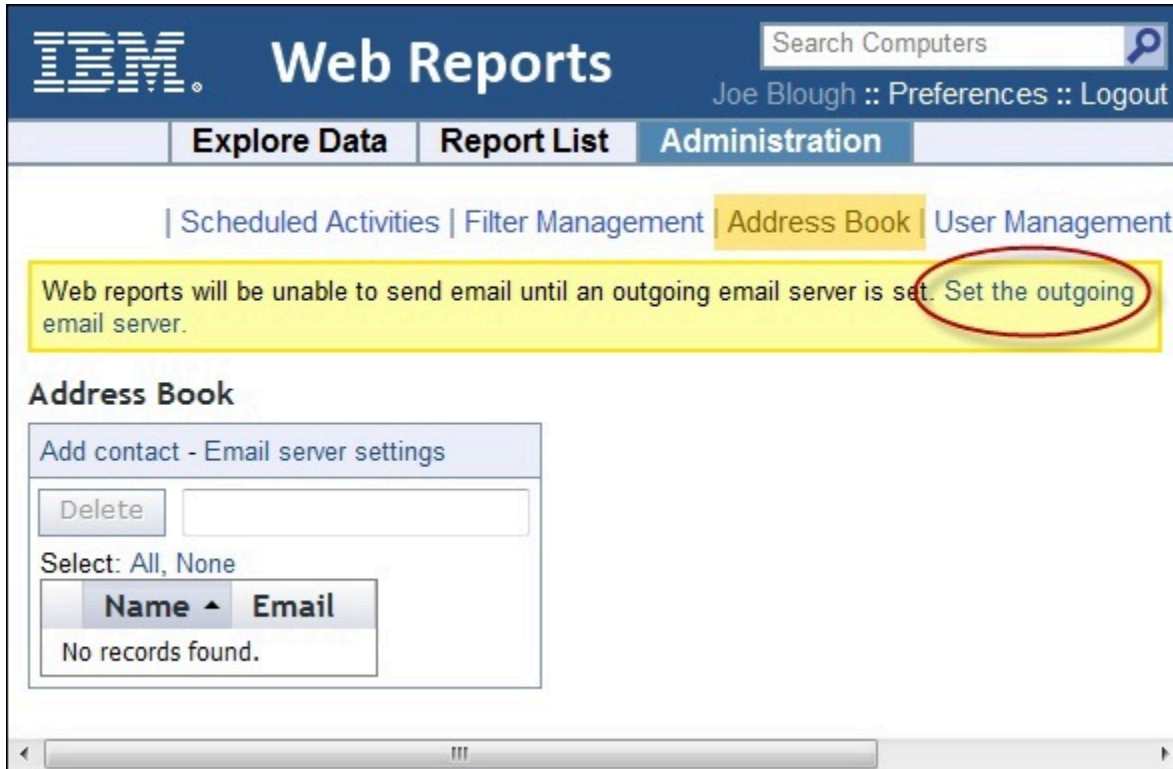 IBM. Web Reports
Search Computers
Joe Blough :: Preferences :: Logout
Explore Data Report List Administration
| Scheduled Activities | Filter Management | Address Book | User Management
Web reports will be unable to send email until an outgoing email server is set. Set the outgoing
email server.
Address Book
Add contact - Email server settings
Delete
Select: All, None
Name Email
No records found.